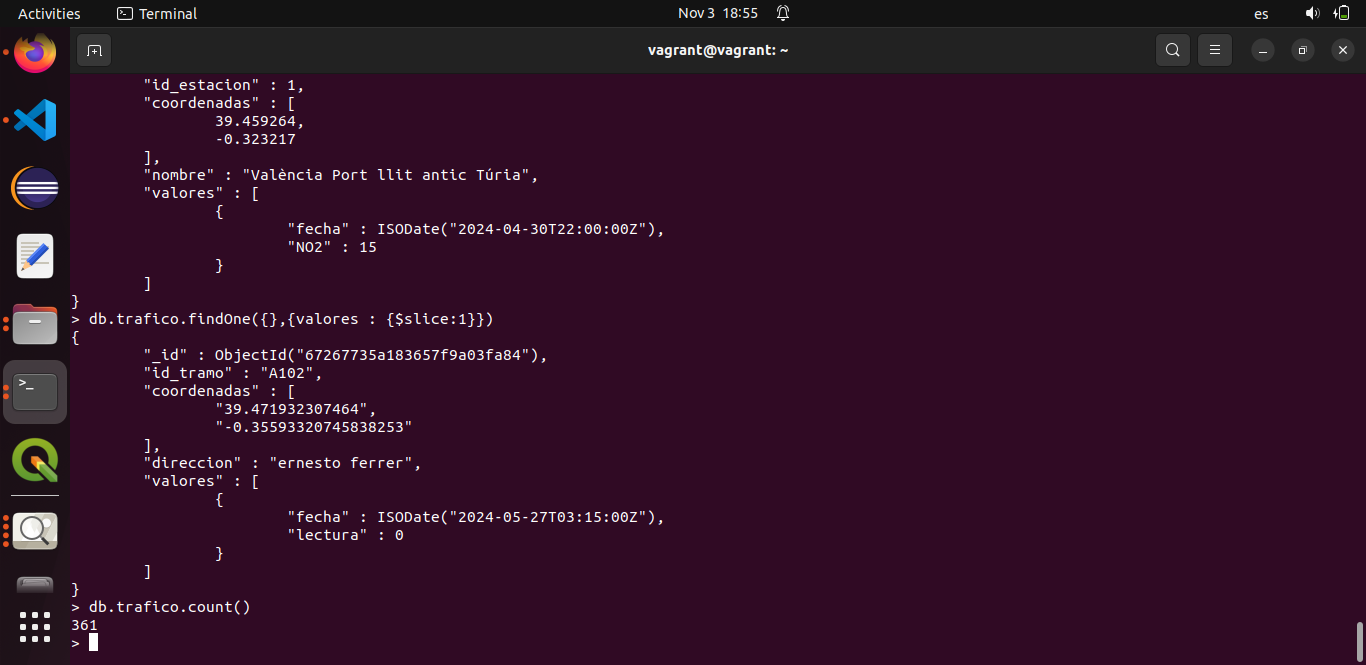 Activities
Terminal
Nov 3 18:55
es
vagrant@vagrant: ~
"id_estacion" : 1,
"coordenadas" : [
39.459264,
-0.323217
],
"nombre" : "València Port llit antic Túria",
"valores" : [
{
"fecha" : ISODate("2024-04-30T22:00:00Z"),
"NO2" : 15
}
]
}
> db.trafico.findOne({},{valores : {$slice:1}})
{
"_id" : ObjectId("67267735a183657f9a03fa84"),
"id_tramo" : "A102",
"coordenadas" : [
"39.471932307464",
"-0.35593320745838253"
],
"direccion" : "ernesto ferrer",
"valores" : [
{
"fecha" : ISODate("2024-05-27T03:15:00Z"),
"lectura" : 0
}
]
}
> db.trafico.count()
361
>